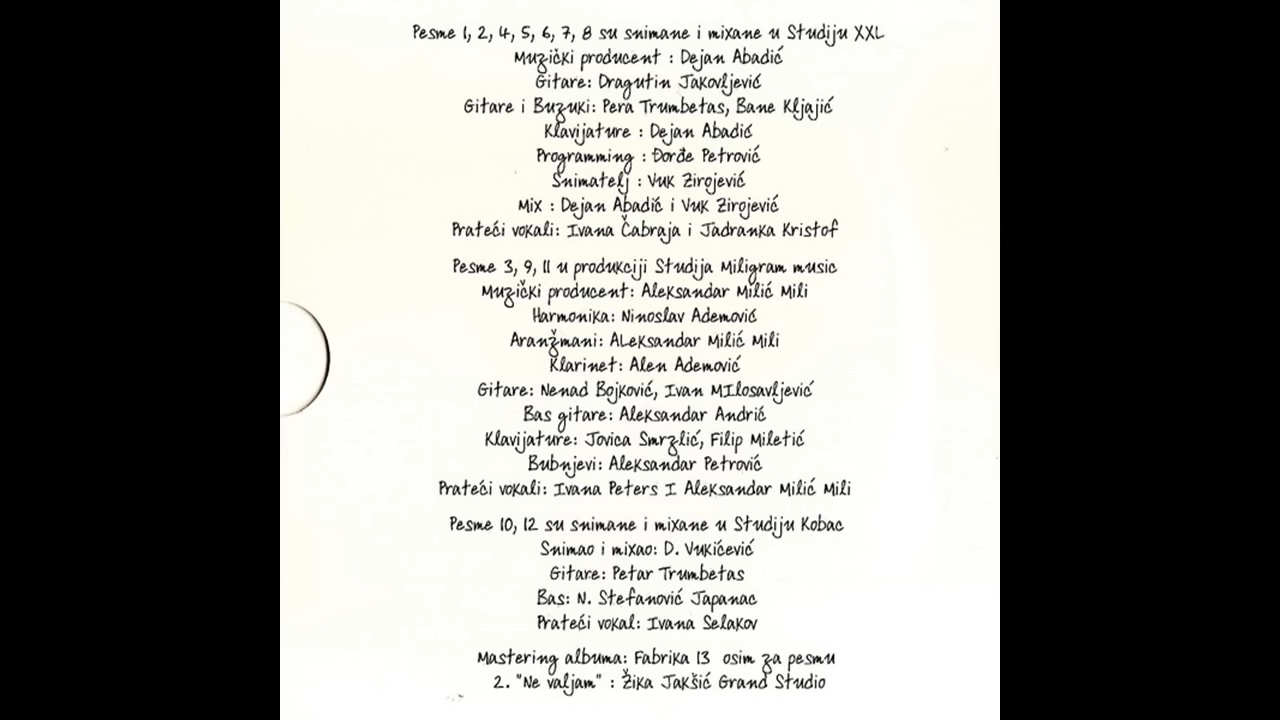 Pesme 1, 2, 4, 5, 6, 7, 8 su snimane i mixane u Studiju XXL
Muzički producent : Dejan Abadić
Gitare: Dragutin Jakovljević
Gitare i Buzuki: Pera Trumbetas, Bane Kljajić
Klavijature : Dejan Abadić
Programming : Đorđe Petrović
Snimatelj : Vuk Zirojević
Mix : Dejan Abadić i Vuk Zirojević
Prateći vokali: Ivana Čabraja i Jadranka Kristof
Pesme 3, 9, 11 u produkciji Studija Miligram music
Muzički producent: Aleksandar Milić Mili
Harmonika: Ninoslav Ademović
Aranžmani: ALeksandar Milić Mili
Klarinet: Alen Ademović
Gitare: Nenad Bojković, Ivan MIlosavljević
Bas gitare: Aleksandar Andrić
Klavijature: Jovica Smrzlić, Filip Miletić
Bubnjevi: Aleksandar Petrović
Prateći vokali: Ivana Peters I Aleksandar Milić Mili
Pesme 10, 12 su snimane i mixane u Studiju Kobac
Snimao i mixao: D. Vukićević
Gitare: Petar Trumbetas
Bas: N. Stefanović Japanac
Prateći vokal: Ivana Selakov
Mastering albuma: Fabrika 13 osim za pesmu
2. "Ne valjam" : Žika Jakšić Grand Studio